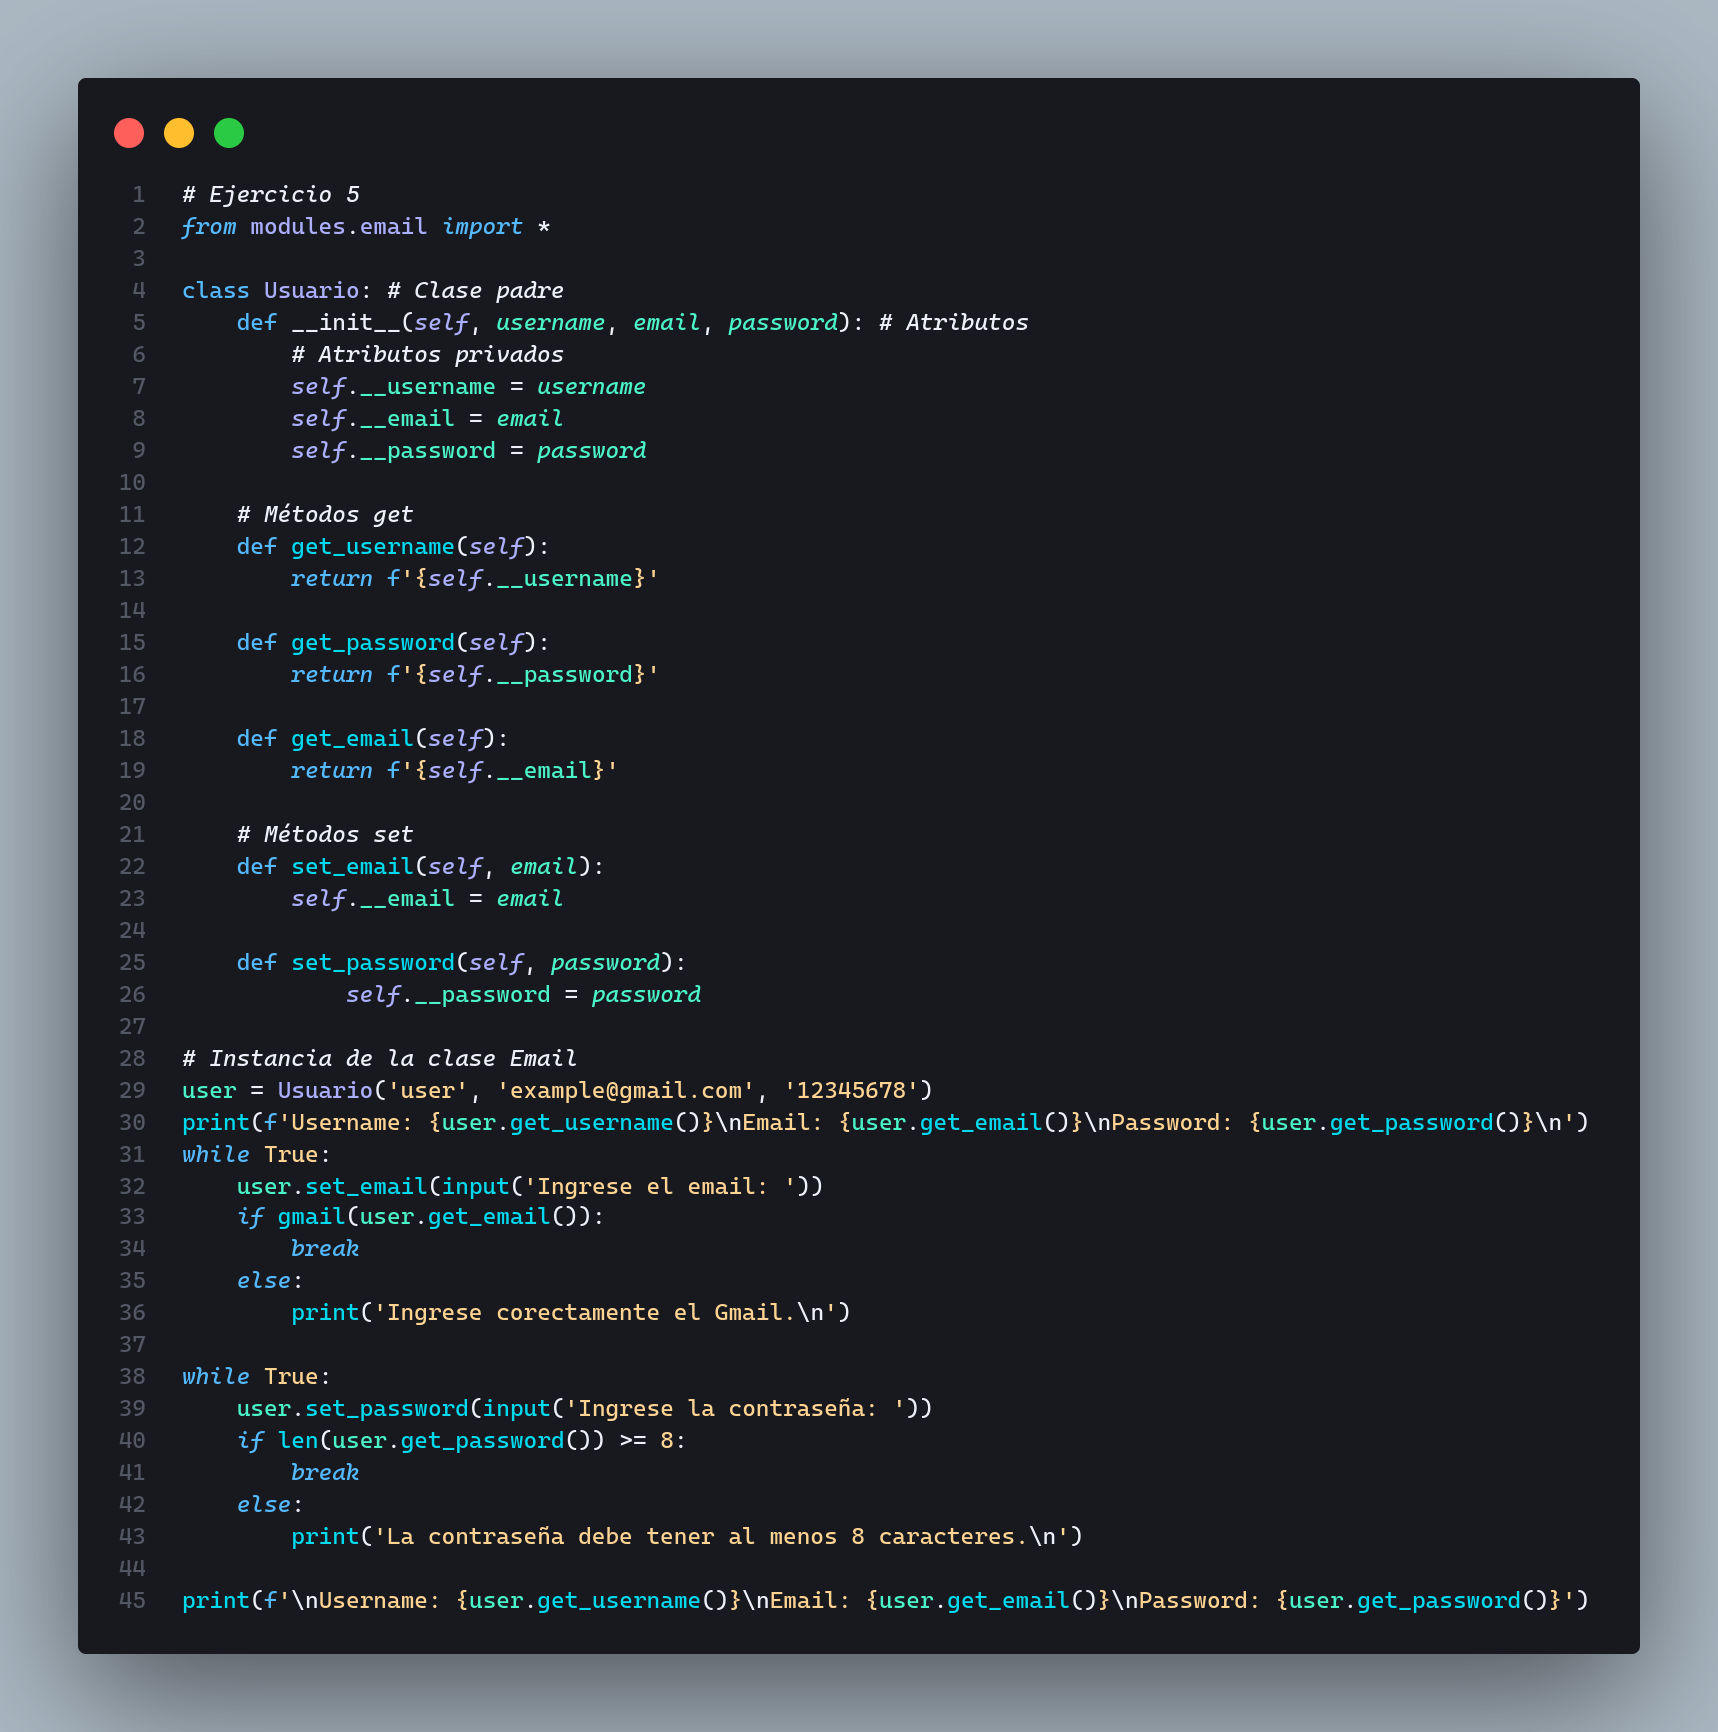 1 # Ejercicio 5
2 from modules.email import *
3
4 class Usuario: # Clase padre
5     def __init__(self, username, email, password): # Atributos
6         # Atributos privados
7         self.__username = username
8         self.__email = email
9         self.__password = password
10
11     # Métodos get
12     def get_username(self):
13         return f'{self.__username}'
14
15     def get_password(self):
16         return f'{self.__password}'
17
18     def get_email(self):
19         return f'{self.__email}'
20
21     # Métodos set
22     def set_email(self, email):
23         self.__email = email
24
25     def set_password(self, password):
26             self.__password = password
27
28 # Instancia de la clase Email
29 user = Usuario('user', 'example@gmail.com', '12345678')
30 print(f'Username: {user.get_username()}\nEmail: {user.get_email()}\nPassword: {user.get_password()}\n')
31 while True:
32     user.set_email(input('Ingrese el email: '))
33     if gmail(user.get_email()):
34         break
35     else:
36         print('Ingrese corectamente el Gmail.\n')
37
38 while True:
39     user.set_password(input('Ingrese la contraseña: '))
40     if len(user.get_password()) >= 8:
41         break
42     else:
43         print('La contraseña debe tener al menos 8 caracteres.\n')
44
45 print(f'\nUsername: {user.get_username()}\nEmail: {user.get_email()}\nPassword: {user.get_password()}')